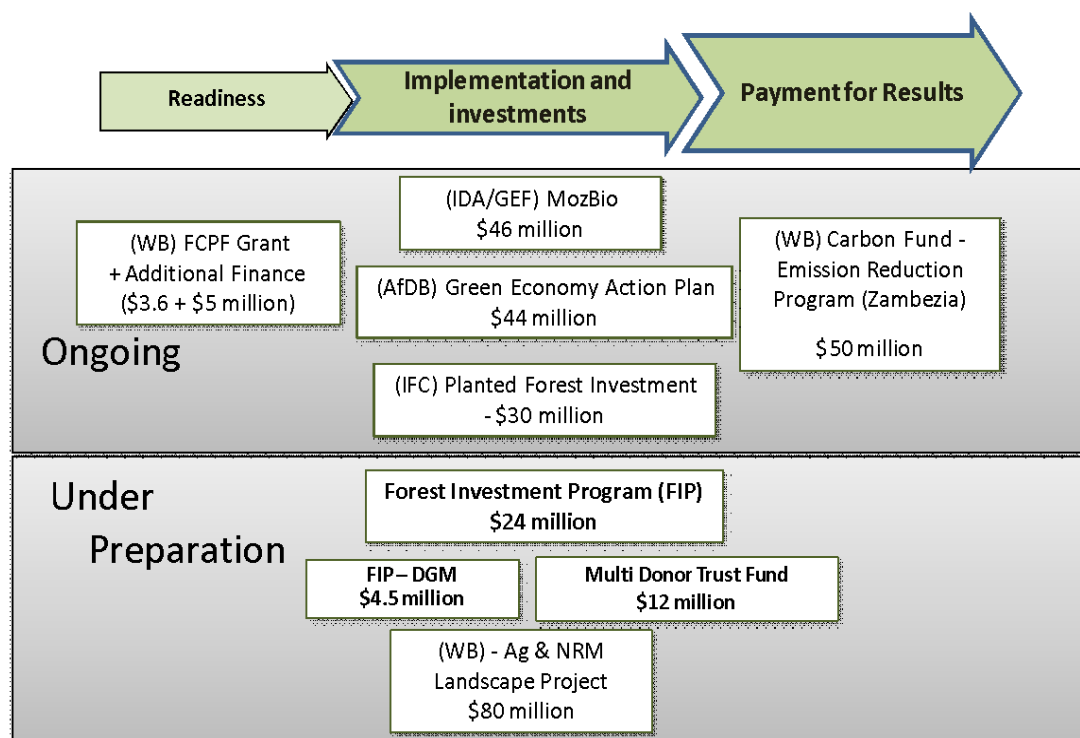 Readiness
Implementation and
investments
Payment for Results
Ongoing
(WB) FCPF Grant
+ Additional Finance
($3.6 + $5 million)
(IDA/GEF) MozBio
$46 million
(AfDB) Green Economy Action Plan
$44 million
(IFC) Planted Forest Investment
- $30 million
(WB) Carbon Fund -
Emission Reduction
Program (Zambezia)
$50 million
Under
Preparation
Forest Investment Program (FIP)
$24 million
FIP – DGM
$4.5 million
Multi Donor Trust Fund
$12 million
(WB) - Ag & NRM
Landscape Project
$80 million